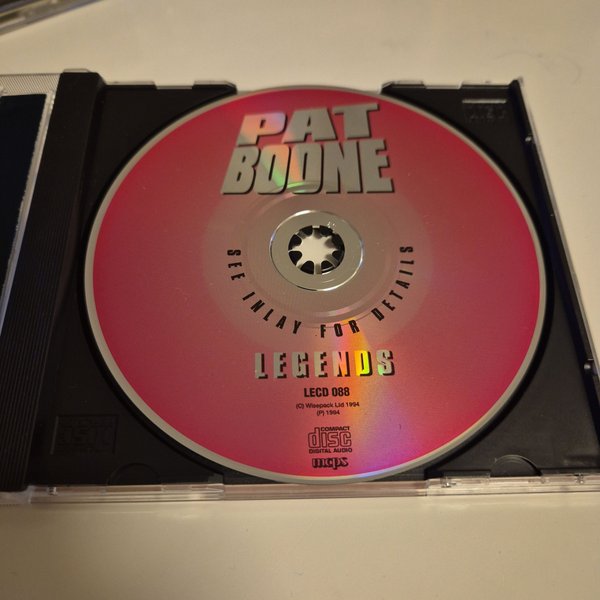 PAT
BOONE
SEE INLAY FOR DETAILS
LEGENDS
LECD 088
(C) Wisepack Ltd 1994
(P) 1994
COMPACT
disc
DIGITAL AUDIO
mcps